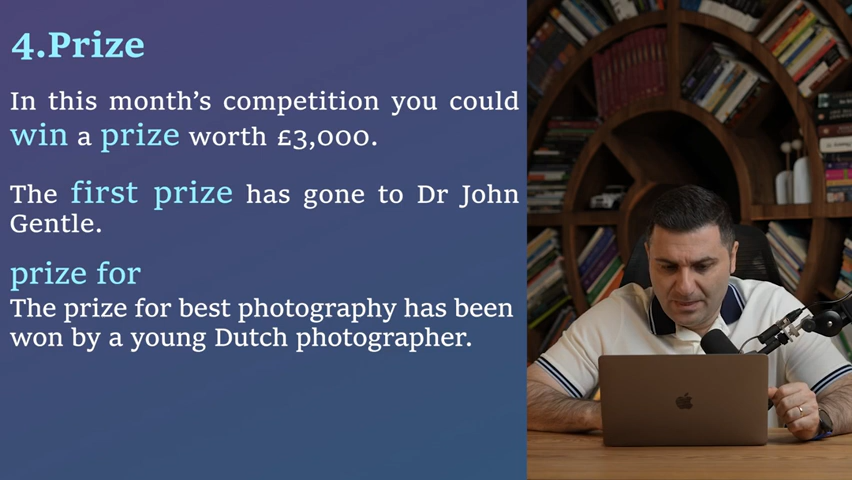 4.Prize
In this month's competition you could
win a prize worth £3,000.
The first prize has gone to Dr John
Gentle.
prize for
The prize for best photography has been
won by a young Dutch photographer.